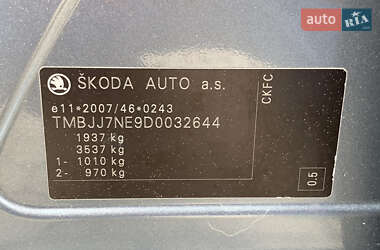 auto RIA
ŠKODA AUTO a.s.
e11*2007/46*0243
TMBJJ7NE9D0032644
1937 kg
3537 kg
1- 1010 kg
2- 970 kg
CKFC
0.5